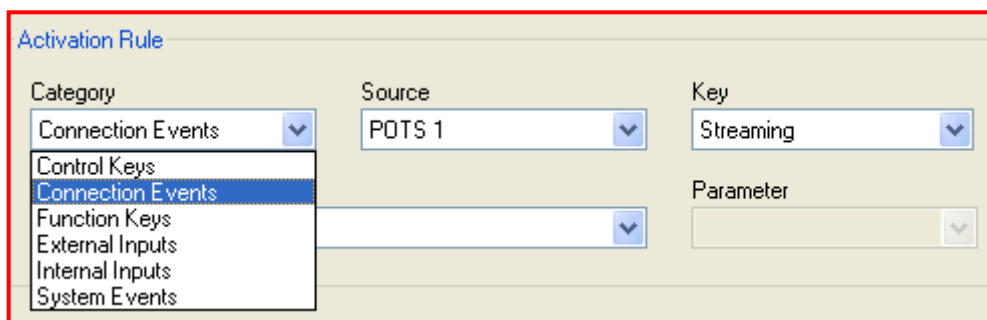 Activation Rule
Category Source Key
Connection Events POTS 1 Streaming
Control Keys
Connection Events
Parameter
Function Keys
External Inputs
Internal Inputs
System Events